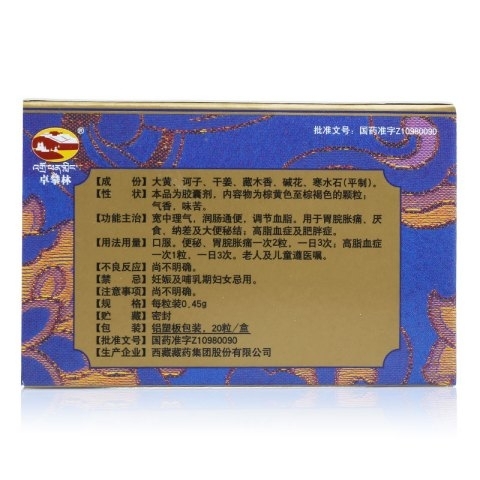 批准文号：国药准字Z10980090
®
卓攀林
【成　份】大黄、诃子、干姜、藏木香、碱花、寒水石(平制)。
【性　状】本品为胶囊剂，内容物为棕黄色至棕褐色的颗粒；
气香，味苦。
【功能主治】宽中理气，润肠通便，调节血脂。用于胃脘胀痛、厌
食、纳差及大便秘结；高脂血症及肥胖症。
【用法用量】口服。便秘、胃脘胀痛一次2粒，一日3次；高脂血症
一次1粒，一日3次。老人及儿童遵医嘱。
【不良反应】尚不明确。
【禁　忌】妊娠及哺乳期妇女忌用。
【注意事项】尚不明确。
【规　格】每粒装0.45g
【贮　藏】密封
【包　装】铝塑板包装，20粒/盒
【批准文号】国药准字Z10980090
【生产企业】西藏藏药集团股份有限公司